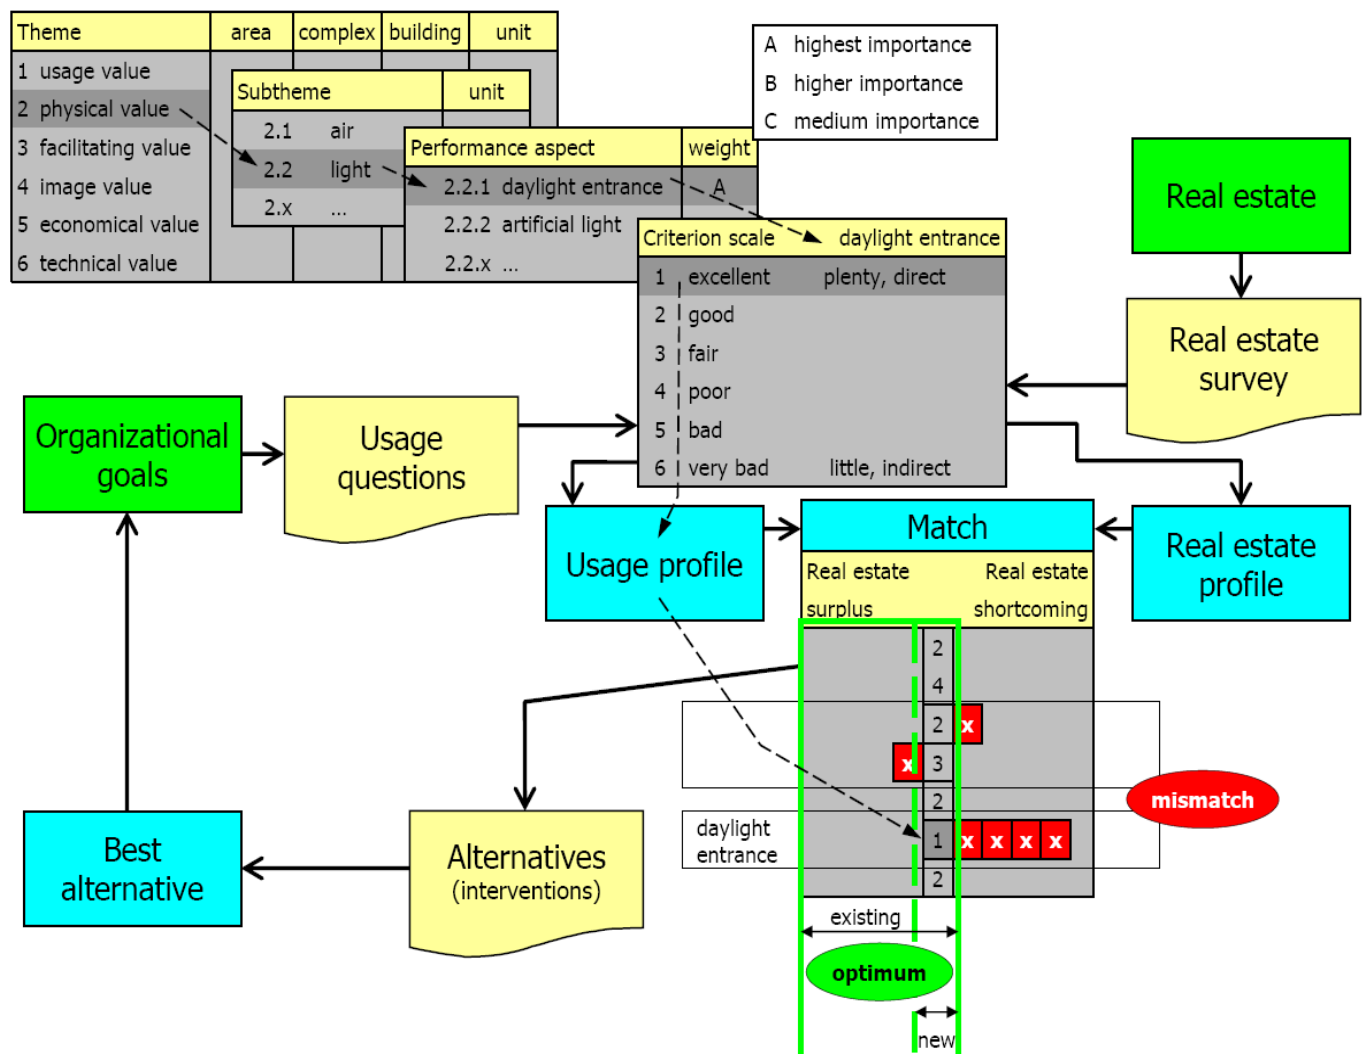 Theme area complex building unit
1 usage value
2 physical value
3 facilitating value
4 image value
5 economical value
6 technical value
Subtheme unit
2.1 air
2.2 light
2.x ...
Performance aspect weight
2.2.1 daylight entrance A
2.2.2 artificial light
2.2.x ...
A highest importance
B higher importance
C medium importance
Criterion scale daylight entrance
1 excellent plenty, direct
2 good
3 fair
4 poor
5 bad
6 very bad little, indirect
Real estate
Real estate
survey
Organizational
goals
Usage
questions
Usage profile
Match
Real estate
profile
Real estate
surplus
Real estate
shortcoming
2
4
2 x
x 3
2
daylight
entrance
1 x x x x
2
mismatch
Best
alternative
Alternatives
(interventions)
existing
optimum
new